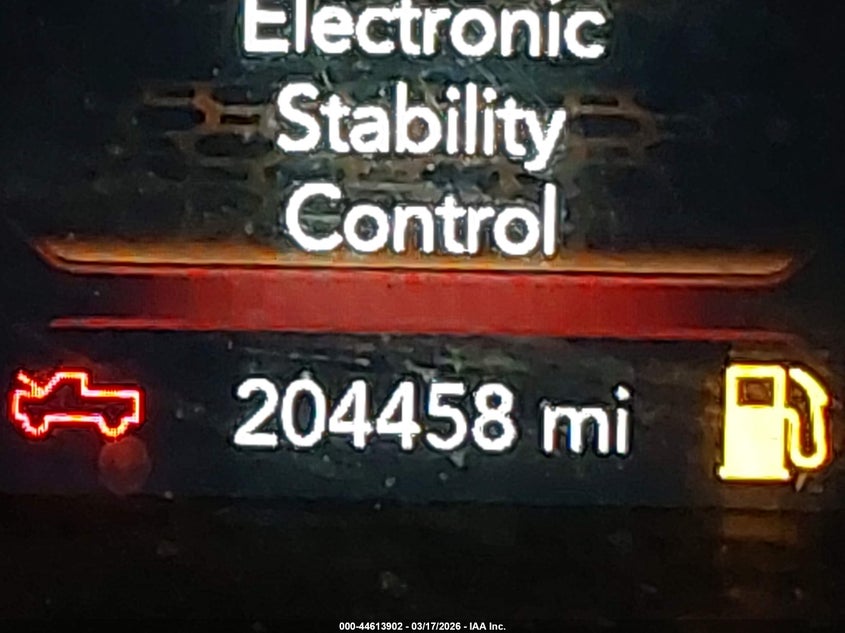 Electronic
Stability
Control
204458 mi
000-44613902 - 03/17/2026 - IAA Inc.